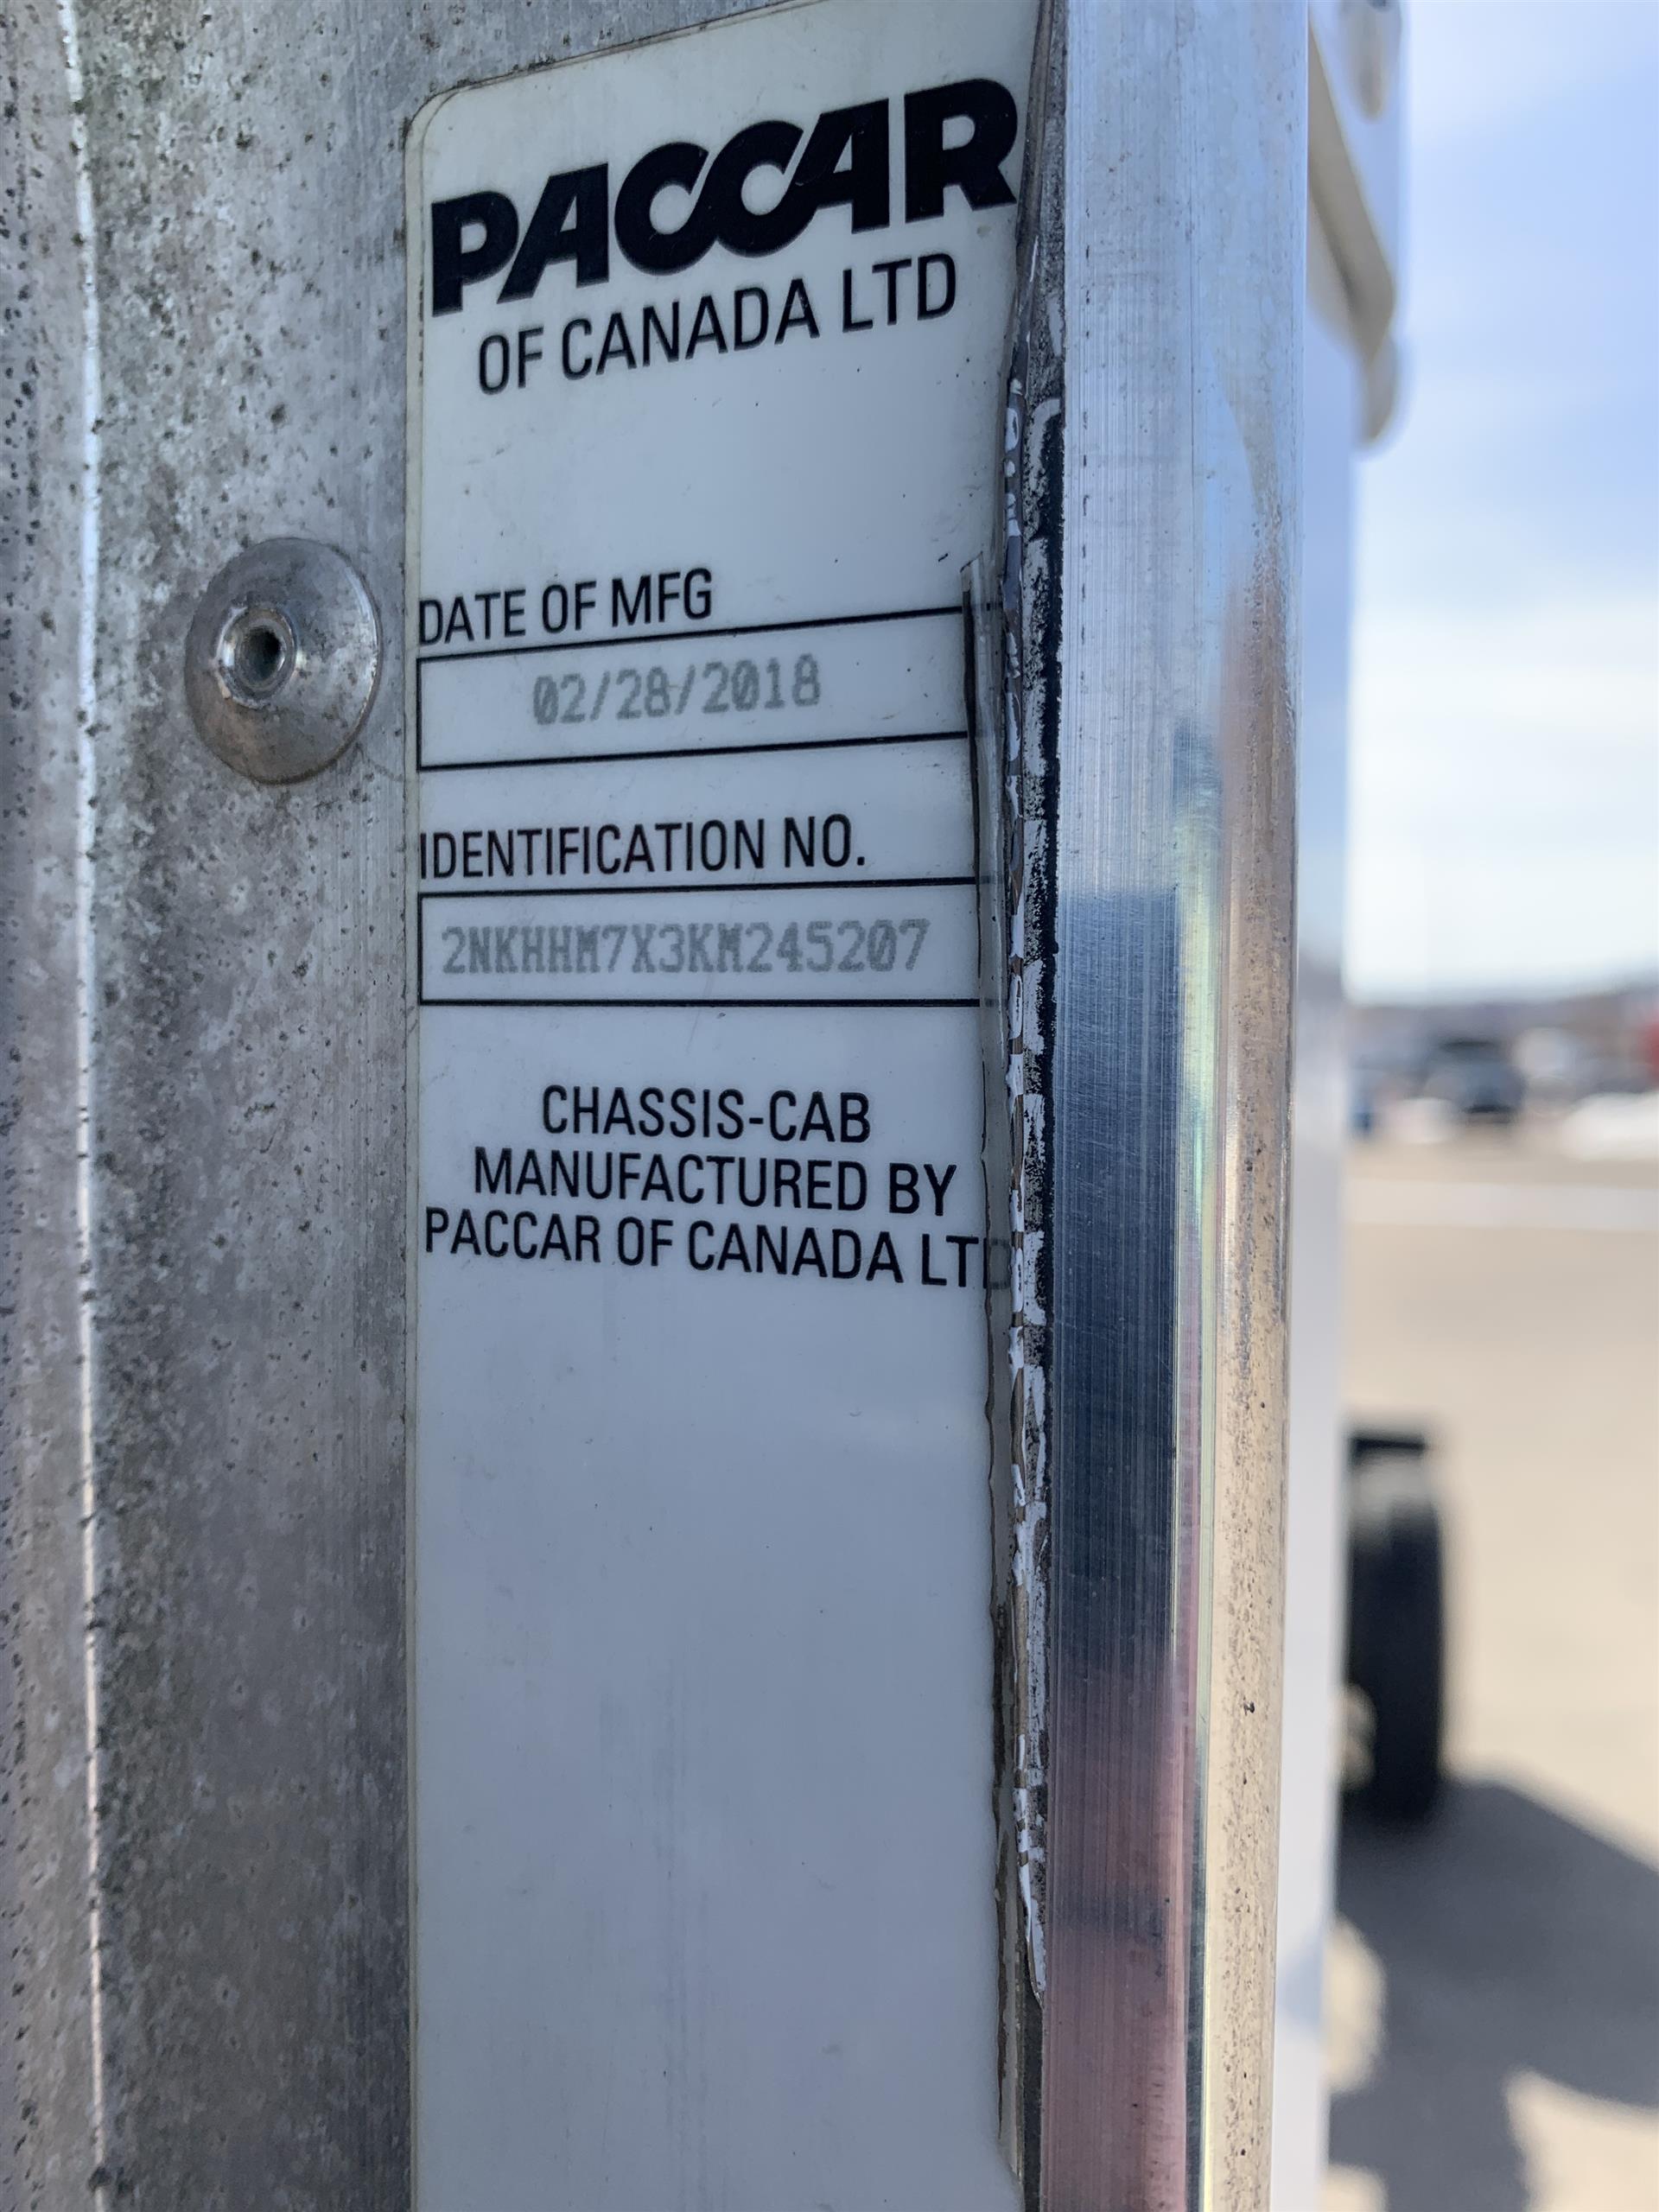 PACCAR
OF CANADA LTD
DATE OF MFG
02/28/2018
IDENTIFICATION NO.
2NKHHM7X3KM245207
CHASSIS-CAB
MANUFACTURED BY
PACCAR OF CANADA LTD